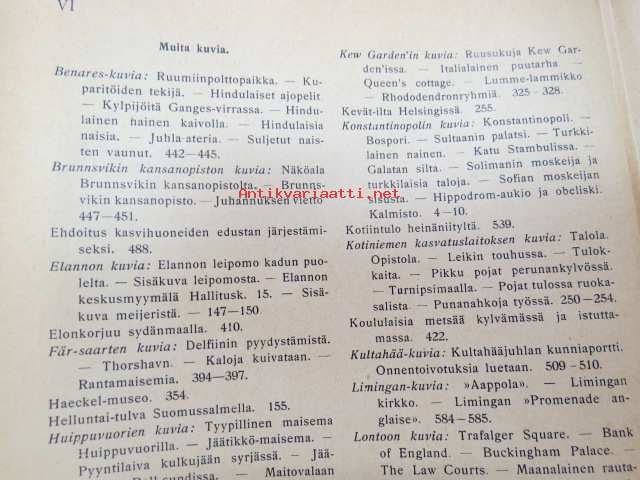 VI
Muita kuvia.
Benares-kuvia: Ruumiinpolttopaikka. — Ku-
paritöiden tekijä. — Hindulaiset ajopelit.
— Kylpijöitä Ganges-virrassa. — Hindu-
lainen nainen kaivolla. — Hindulaisia
naisia. — Juhla-ateria. — Suljetut nais-
ten vaunut. 442—445.
Brunnsvikin kansanopiston kuvia: Näköala
Brunnsvikin kansanopistolta. — Brunns-
vikin kansanopisto. — Juhannuksen vietto
447—451.
Ehdoitus kasvihuoneiden edustan järjestämi-
seksi. 488.
Elannon kuvia: Elannon leipomo kadun puo-
lelta. — Sisäkuva leipomosta. — Elannon
keskusmyymälä Hallitusk. 15. — Sisä-
kuva meijeristä. — 147—150.
Elonkorjuu sydänmaalla. 410.
Fär-saarten kuvia: Delfiinin pyydystämistä.
— Thorshavn. — Kaloja kuivataan. —
Rantamaisemia. 394—397.
Haeckel-museo. 354.
Helluntai-tulva Suomussalmella. 155.
Huippuvuorien kuvia: Tyypillinen maisema
Huippuvuorilla. — Jäätikkö-maisema. —
Pyyntilaiva kulkujään syrjässä. — Jää-
— Maitovalaan
Kew Garden'in kuvia: Ruusukuja Kew Gar-
den'issa. — Italialainen puutarha —
Queen's cottage. — Lumme-lammikko
— Rhododendronryhmiä. 325—328.
Kevät-ilta Helsingissä. 255.
Konstantinopolin kuvia: Konstantinopoli. —
Bospori. — Sultaanin palatsi. — Turkki-
lainen nainen. — Katu Stambulissa. —
Galatan silta. — Solimanin moskeija ja
turkkilaisia taloja. — Sofian moskeijan
sisusta. — Hippodrom-aukio ja obeliski.
Kalmisto. 4—10.
Kotiintulo heinäniityltä. 539.
Kotiniemen kasvatuslaitoksen kuvia: Talola.
Opistola. — Leikin touhussa. — Tulok-
kaita. — Pikku pojat perunankylvössä.
— Turnipsimaalla. — Pojat tulossa ruoka-
salista. — Punanahkoja työssä. 250—254.
Koululaisia metsää kylvämässä ja istutta-
massa. 422.
Kultahää-kuvia: Kultahääjuhlan kunniaportti.
Onnentoivotuksia luetaan. 509—510.
Limingan-kuvia: »Aappola». — Limingan
kirkko. — Limingan »Promenade an-
glaise». 584—585.
Lontoon kuvia: Trafalger Square. — Bank
of England. — Buckingham Palace. —
The Law Courts. — Maanalainen rauta-
Antikvariaatti.net